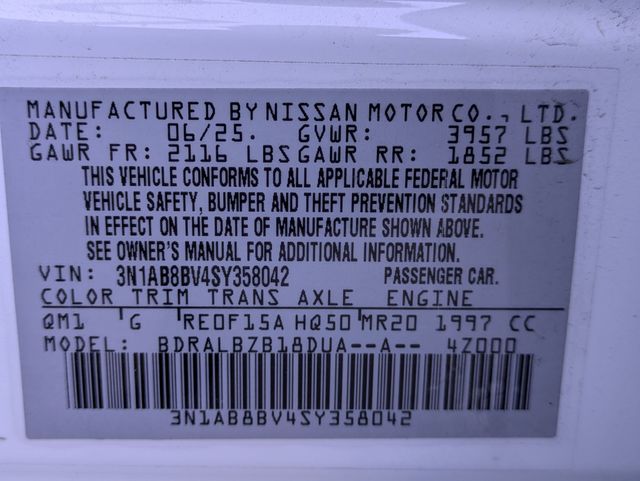 MANUFACTURED BY NISSAN MOTOR CO., LTD.
DATE: 06/25. GVWR: 3957 LBS
GAWR FR: 2116 LBS GAWR RR: 1852 LBS
THIS VEHICLE CONFORMS TO ALL APPLICABLE FEDERAL MOTOR
VEHICLE SAFETY, BUMPER AND THEFT PREVENTION STANDARDS
IN EFFECT ON THE DATE OF MANUFACTURE SHOWN ABOVE.
SEE OWNER'S MANUAL FOR ADDITIONAL INFORMATION.
VIN: 3N1AB8BV4SY358042 PASSENGER CAR.
COLOR TRIM TRANS AXLE ENGINE
QM1 G RE0F15A HQ50 MR20 1997 CC
MODEL: BDRALBZB18DUA--A-- 4Z000
3N1AB8BV4SY358042